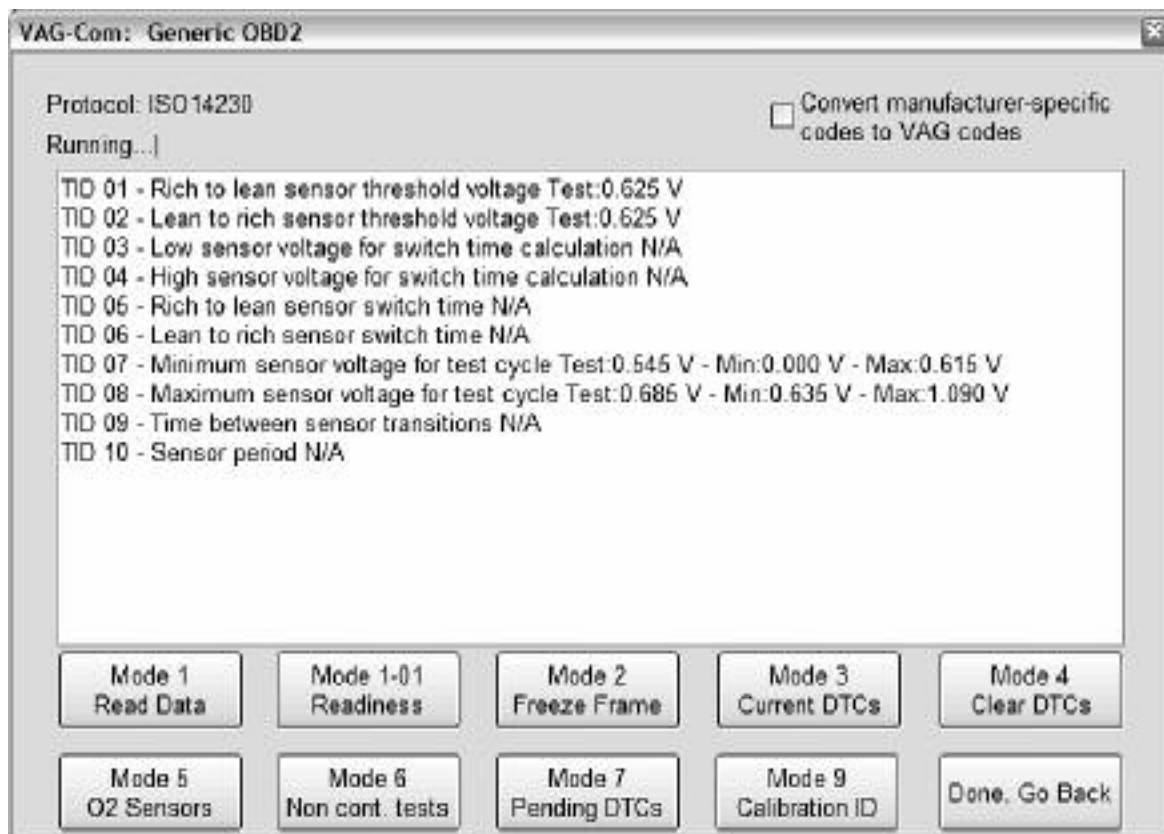 VAG-Com: Generic OBD2
Protocol: ISO14230
Convert manufacturer-specific
codes to VAG codes
Running...|
TID 01 - Rich to lean sensor threshold voltage Test:0.625 V
TID 02 - Lean to rich sensor threshold voltage Test:0.625 V
TID 03 - Low sensor voltage for switch time calculation N/A
TID 04 - High sensor voltage for switch time calculation N/A
TID 05 - Rich to lean sensor switch time N/A
TID 06 - Lean to rich sensor switch time N/A
TID 07 - Minimum sensor voltage for test cycle Test:0.545 V - Min:0.000 V - Max:0.615 V
TID 08 - Maximum sensor voltage for test cycle Test:0.685 V - Min:0.635 V - Max:1.090 V
TID 09 - Time between sensor transitions N/A
TID 10 - Sensor period N/A
Mode 1
Read Data
Mode 1-01
Readiness
Mode 2
Freeze Frame
Mode 3
Current DTCs
Mode 4
Clear DTCs
Mode 5
O2 Sensors
Mode 6
Non cont. tests
Mode 7
Pending DTCs
Mode 9
Calibration ID
Done, Go Back